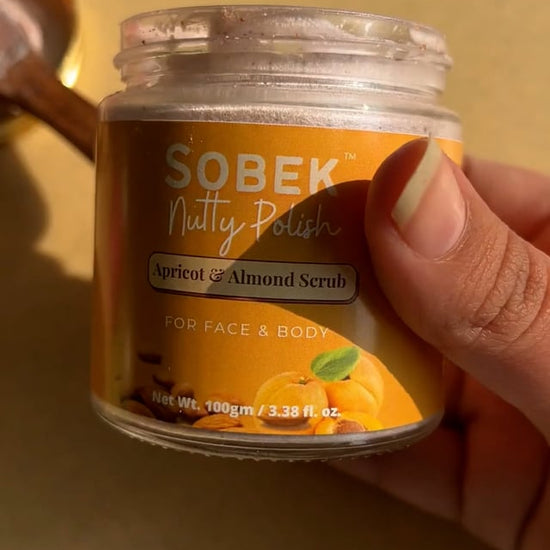 SOBEK™
Nutty Polish
Apricot & Almond Scrub
FOR FACE & BODY
Net Wt. 100gm / 3.38 fl. oz.